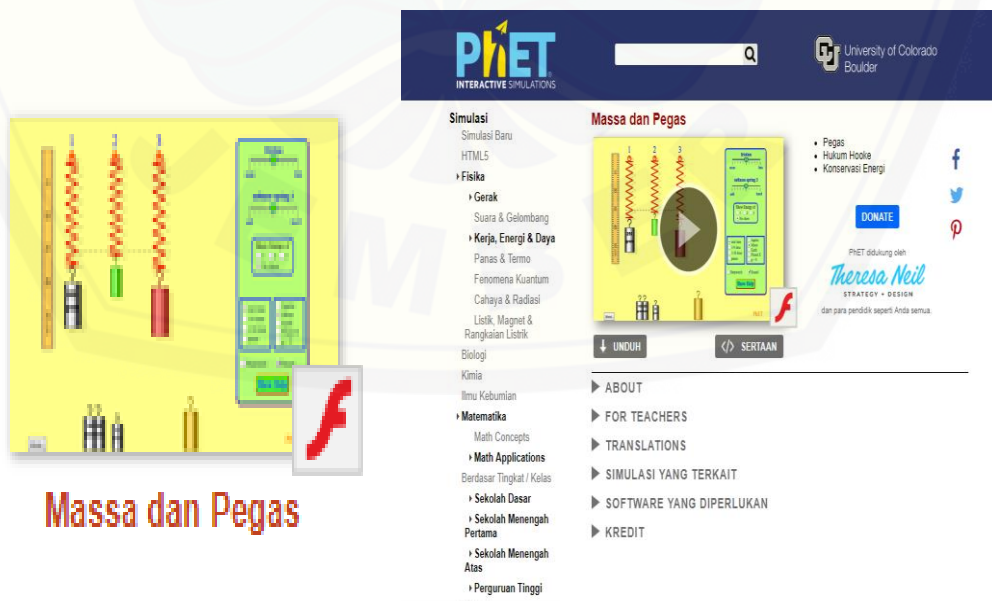 Massa dan Pegas
PhET
INTERACTIVE SIMULATIONS
University of Colorado
Boulder
Simulasi
Simulasi Baru
HTML5
Fisika
Gerak
Suara & Gelombang
Kerja, Energi & Daya
Panas & Termo
Fenomena Kuantum
Cahaya & Radiasi
Listik, Magnet &
Rangkaian Listrik
Biologi
Kimia
Ilmu Kebumian
Matematika
Math Concepts
Math Applications
Berdasar Tingkat / Kelas
Sekolah Dasar
Sekolah Menengah
Pertama
Sekolah Menengah
Atas
Perguruan Tinggi
Massa dan Pegas
1 2 3
UNDUH
SERTAAN
Pegas
Hukum Hooke
Konservasi Energi
DONATE
PhET didukung oleh
Theresa Neil
STRATEGY + DESIGN
dan para pendidik seperti Anda semua.
ABOUT
FOR TEACHERS
TRANSLATIONS
SIMULASI YANG TERKAIT
SOFTWARE YANG DIPERLUKAN
KREDIT